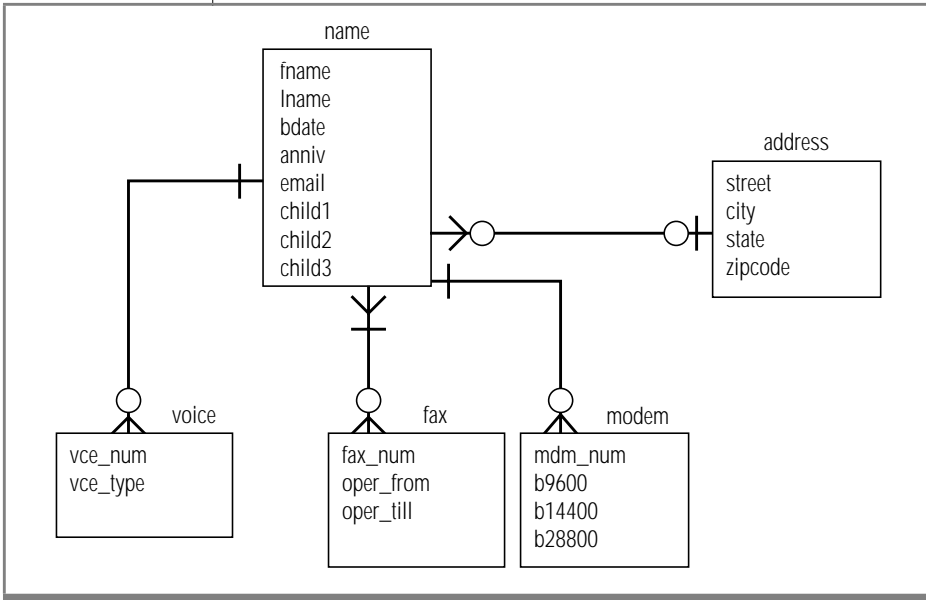 name
fname
lname
bdate
anniv
email
child1
child2
child3
address
street
city
state
zipcode
voice
vce_num
vce_type
fax
fax_num
oper_from
oper_till
modem
mdm_num
b9600
b14400
b28800